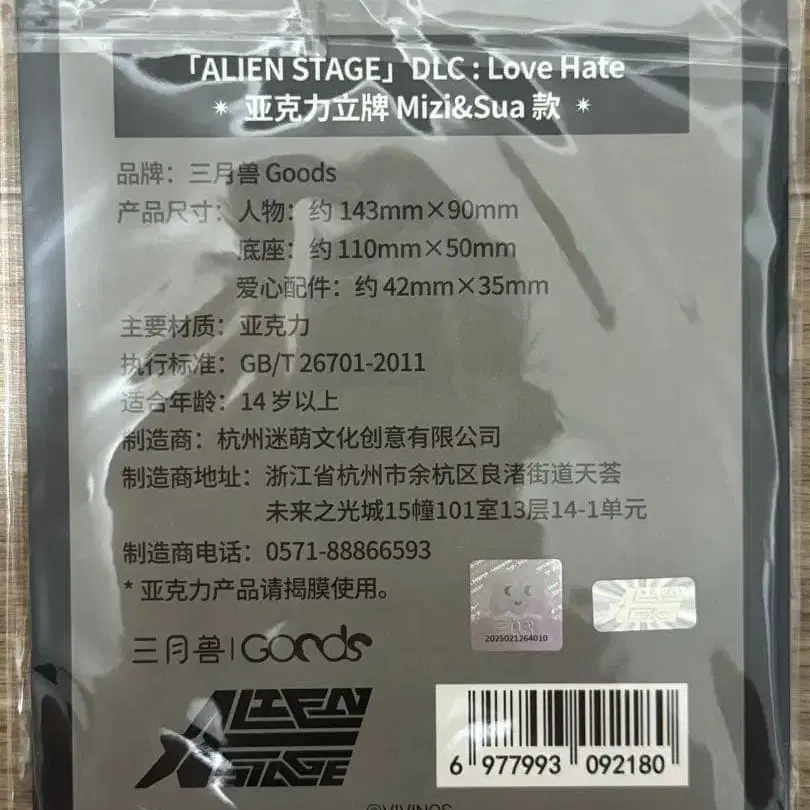 「ALIEN STAGE」DLC : Love Hate
亚克力立牌 Mizi&Sua 款
品牌：三月兽 Goods
产品尺寸：人物：约 143mm×90mm
底座：约 110mm×50mm
爱心配件：约 42mm×35mm
主要材质：亚克力
执行标准：GB/T 26701-2011
适合年龄：14 岁以上
制造商：杭州迷萌文化创意有限公司
制造商地址：浙江省杭州市余杭区良渚街道天荟
未来之光城15幢101室13层14-1单元
制造商电话：0571-88866593
* 亚克力产品请揭膜使用。
三月兽
2025021264010
三月兽|Goods
ALIEN STAGE
ALIEN STAGE
6 977993 092180
©VIVINOS